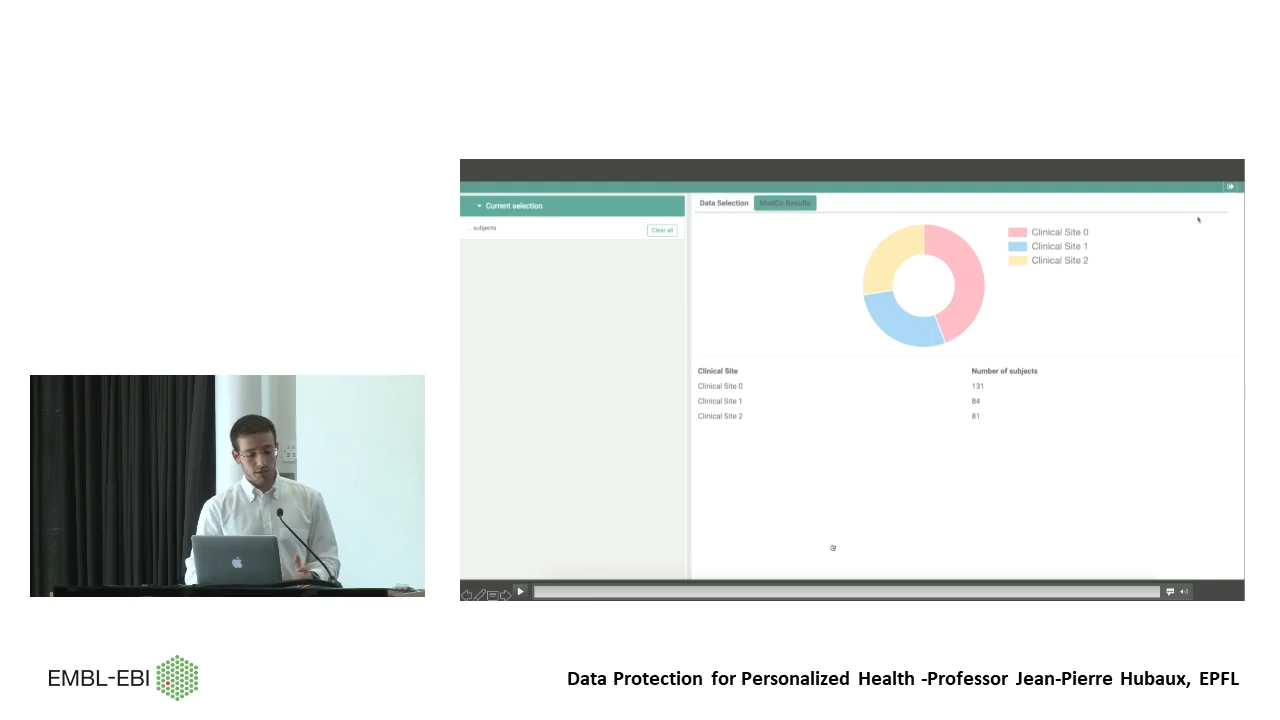 Current selection
... subjects
Clear all
Data Selection
MedCo Results
Clinical Site 0
Clinical Site 1
Clinical Site 2
Clinical Site Number of subjects
Clinical Site 0 131
Clinical Site 1 84
Clinical Site 2 81
EMBL-EBI
Data Protection for Personalized Health -Professor Jean-Pierre Hubaux, EPFL